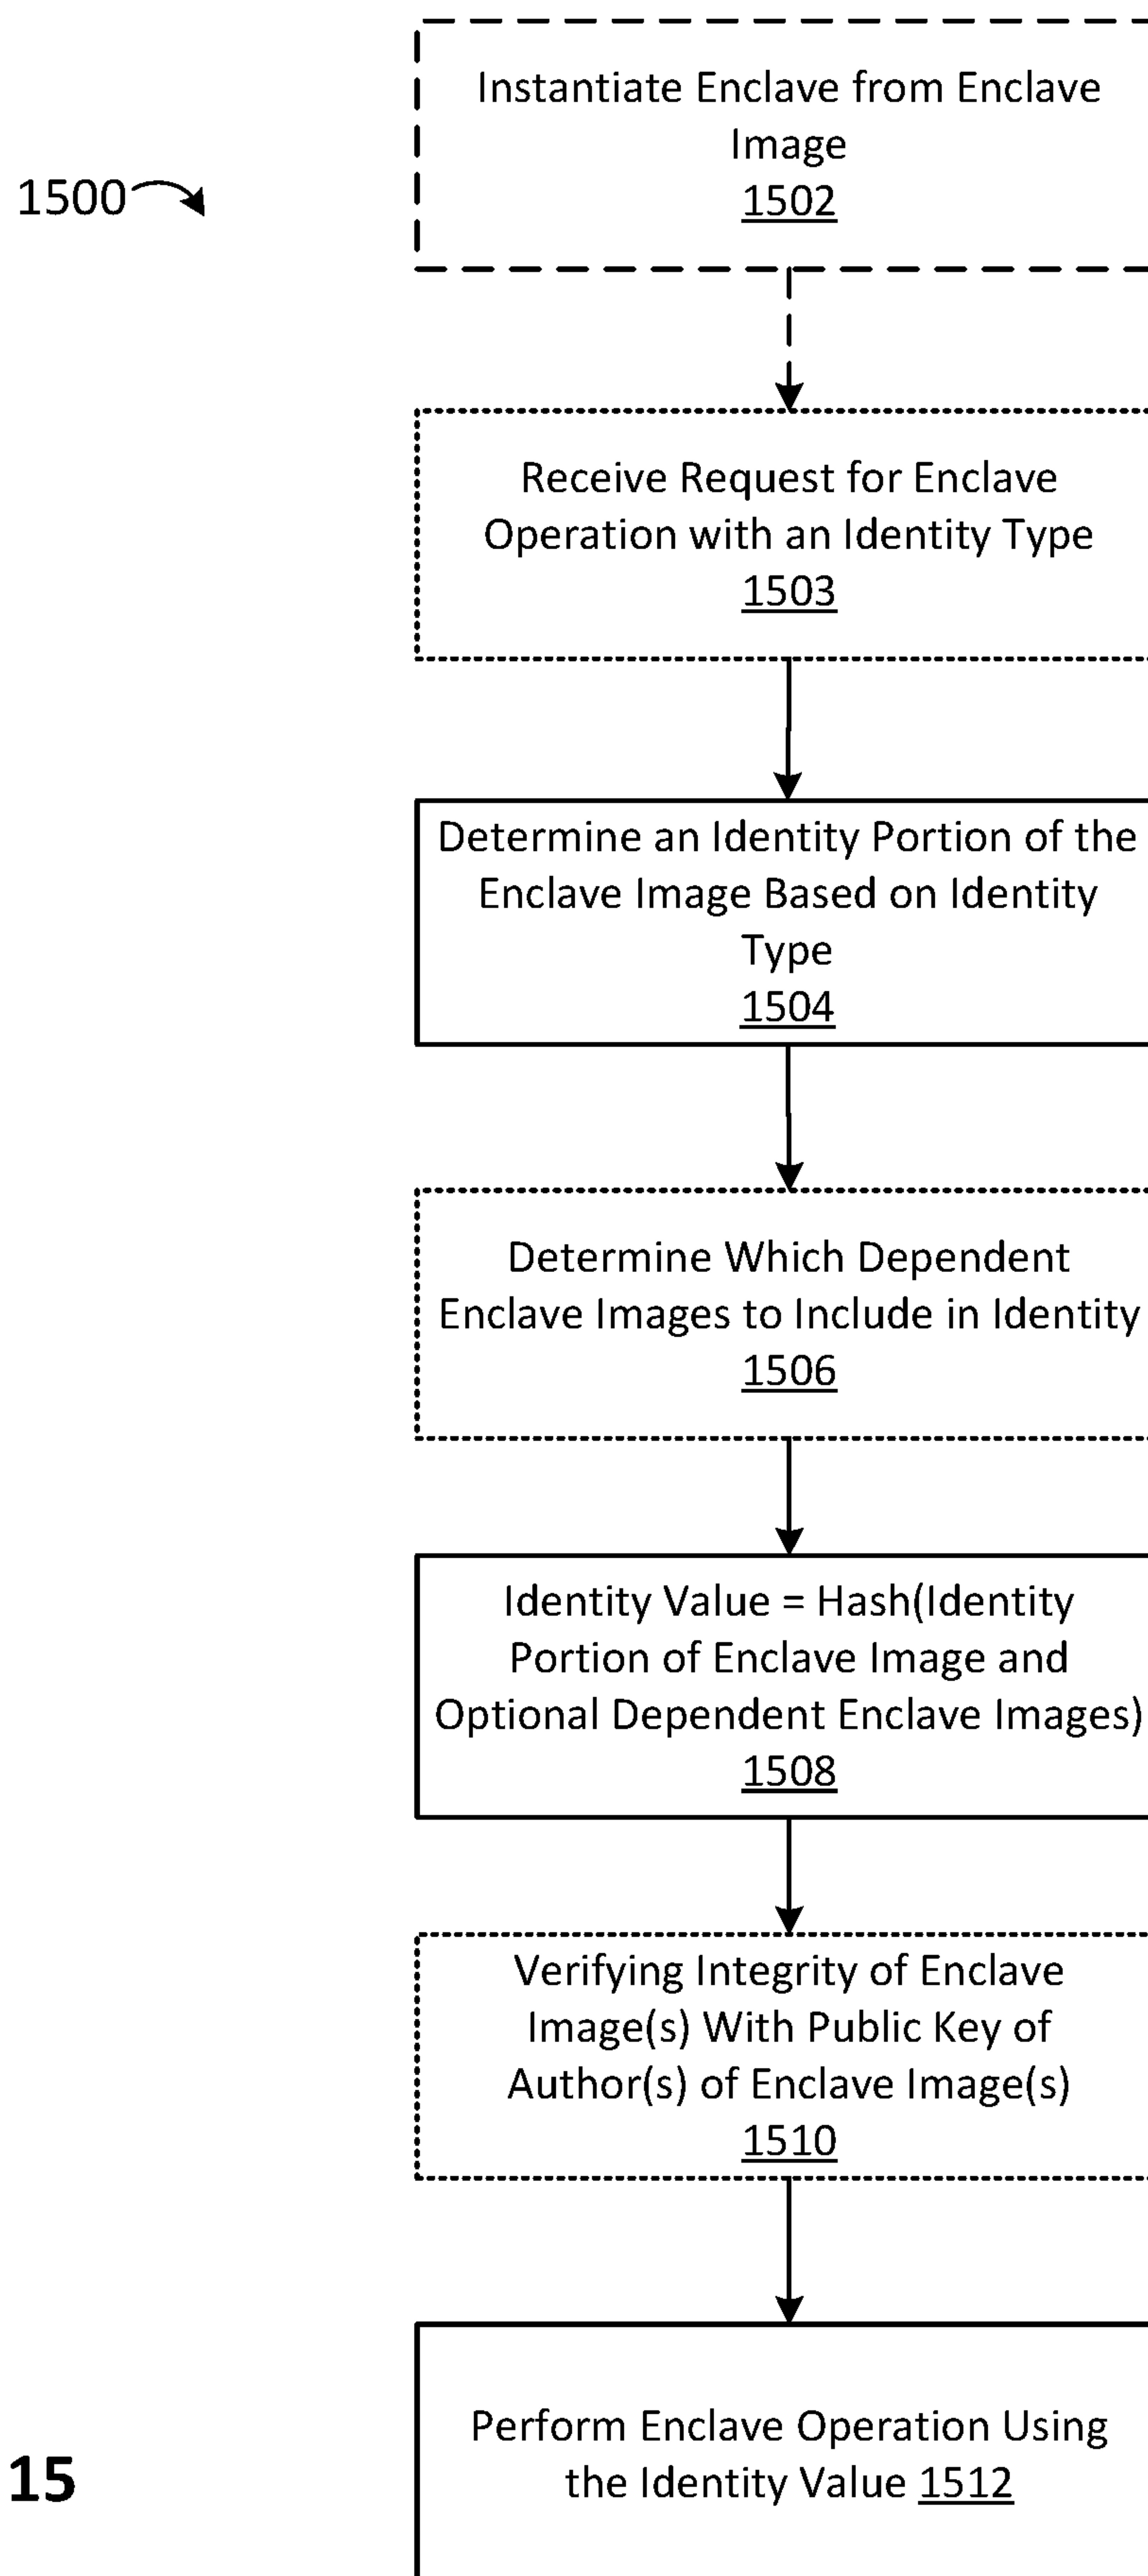 Instantiate Enclave from Enclave
Image
1502
1500
Receive Request for Enclave
Operation with an Identity Type
1503
Determine an Identity Portion of the
Enclave Image Based on Identity
Type
1504
Determine Which Dependent
Enclave Images to Include in Identity
1506
Identity Value = Hash(Identity
Portion of Enclave Image and
Optional Dependent Enclave Images)
1508
Verifying Integrity of Enclave
Image(s) With Public Key of
Author(s) of Enclave Image(s)
1510
Perform Enclave Operation Using
the Identity Value 1512
15